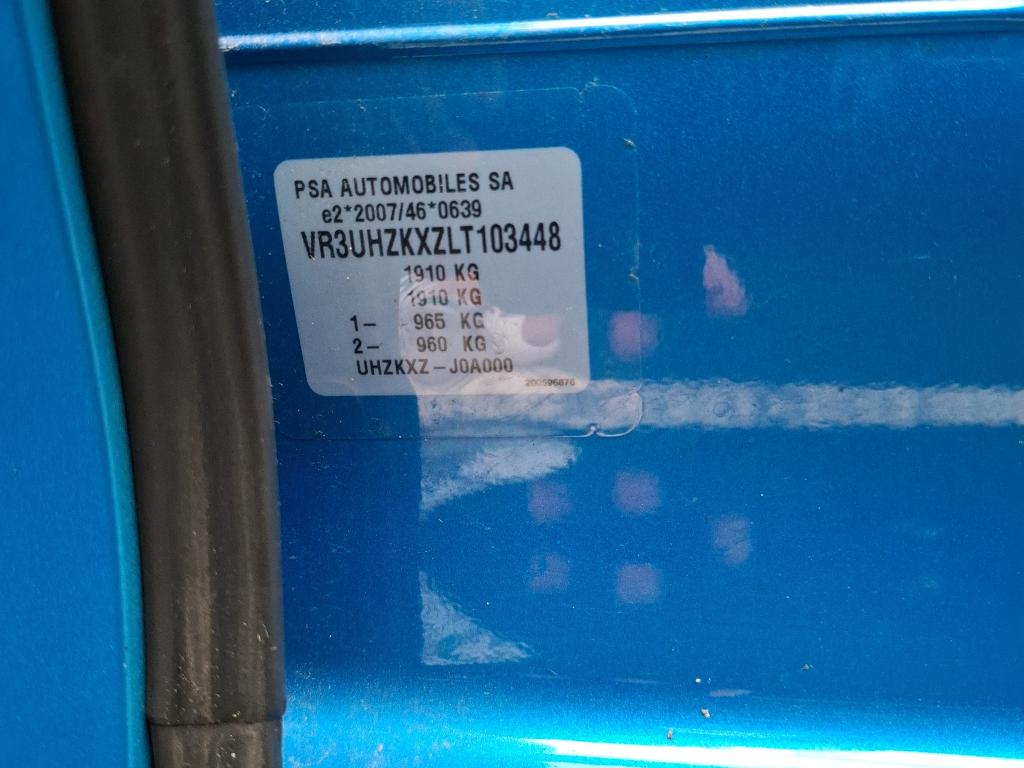 PSA AUTOMOBILES SA
e2*2007/46*0639
VR3UHZKXZLT103448
1910 KG
1910 KG
1– 965 KG
2– 960 KG
UHZKXZ–J0A000
200596876